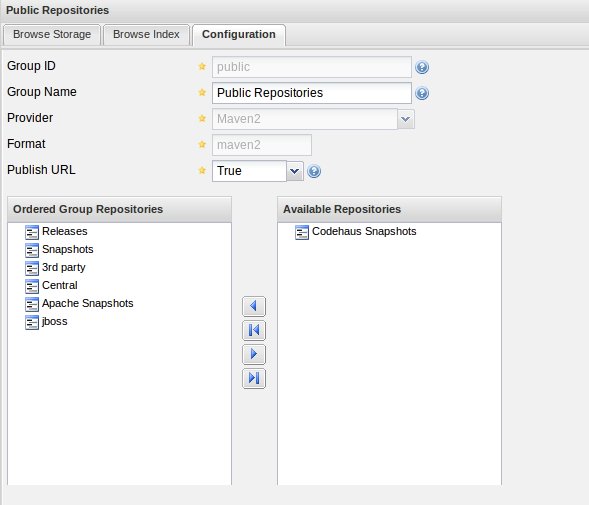 Public Repositories
Browse Storage Browse Index Configuration
Group ID public
Group Name Public Repositories
Provider Maven2
Format maven2
Publish URL True
Ordered Group Repositories Available Repositories
Releases Codehaus Snapshots
Snapshots
3rd party
Central
Apache Snapshots
jboss